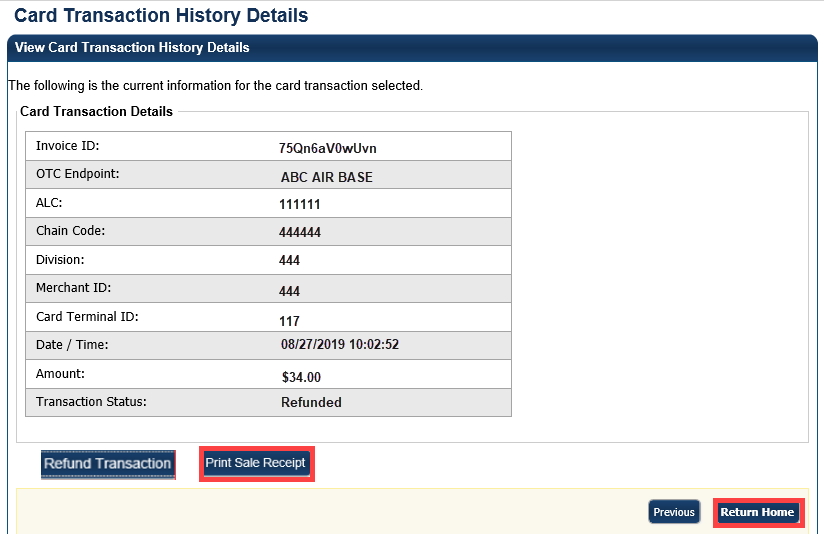 Card Transaction History Details
View Card Transaction History Details
The following is the current information for the card transaction selected.
Card Transaction Details
Invoice ID: 75Qn6aV0wUvn
OTC Endpoint: ABC AIR BASE
ALC: 111111
Chain Code: 444444
Division: 444
Merchant ID: 444
Card Terminal ID: 117
Date / Time: 08/27/2019 10:02:52
Amount: $34.00
Transaction Status: Refunded
Refund Transaction Print Sale Receipt
Previous Return Home